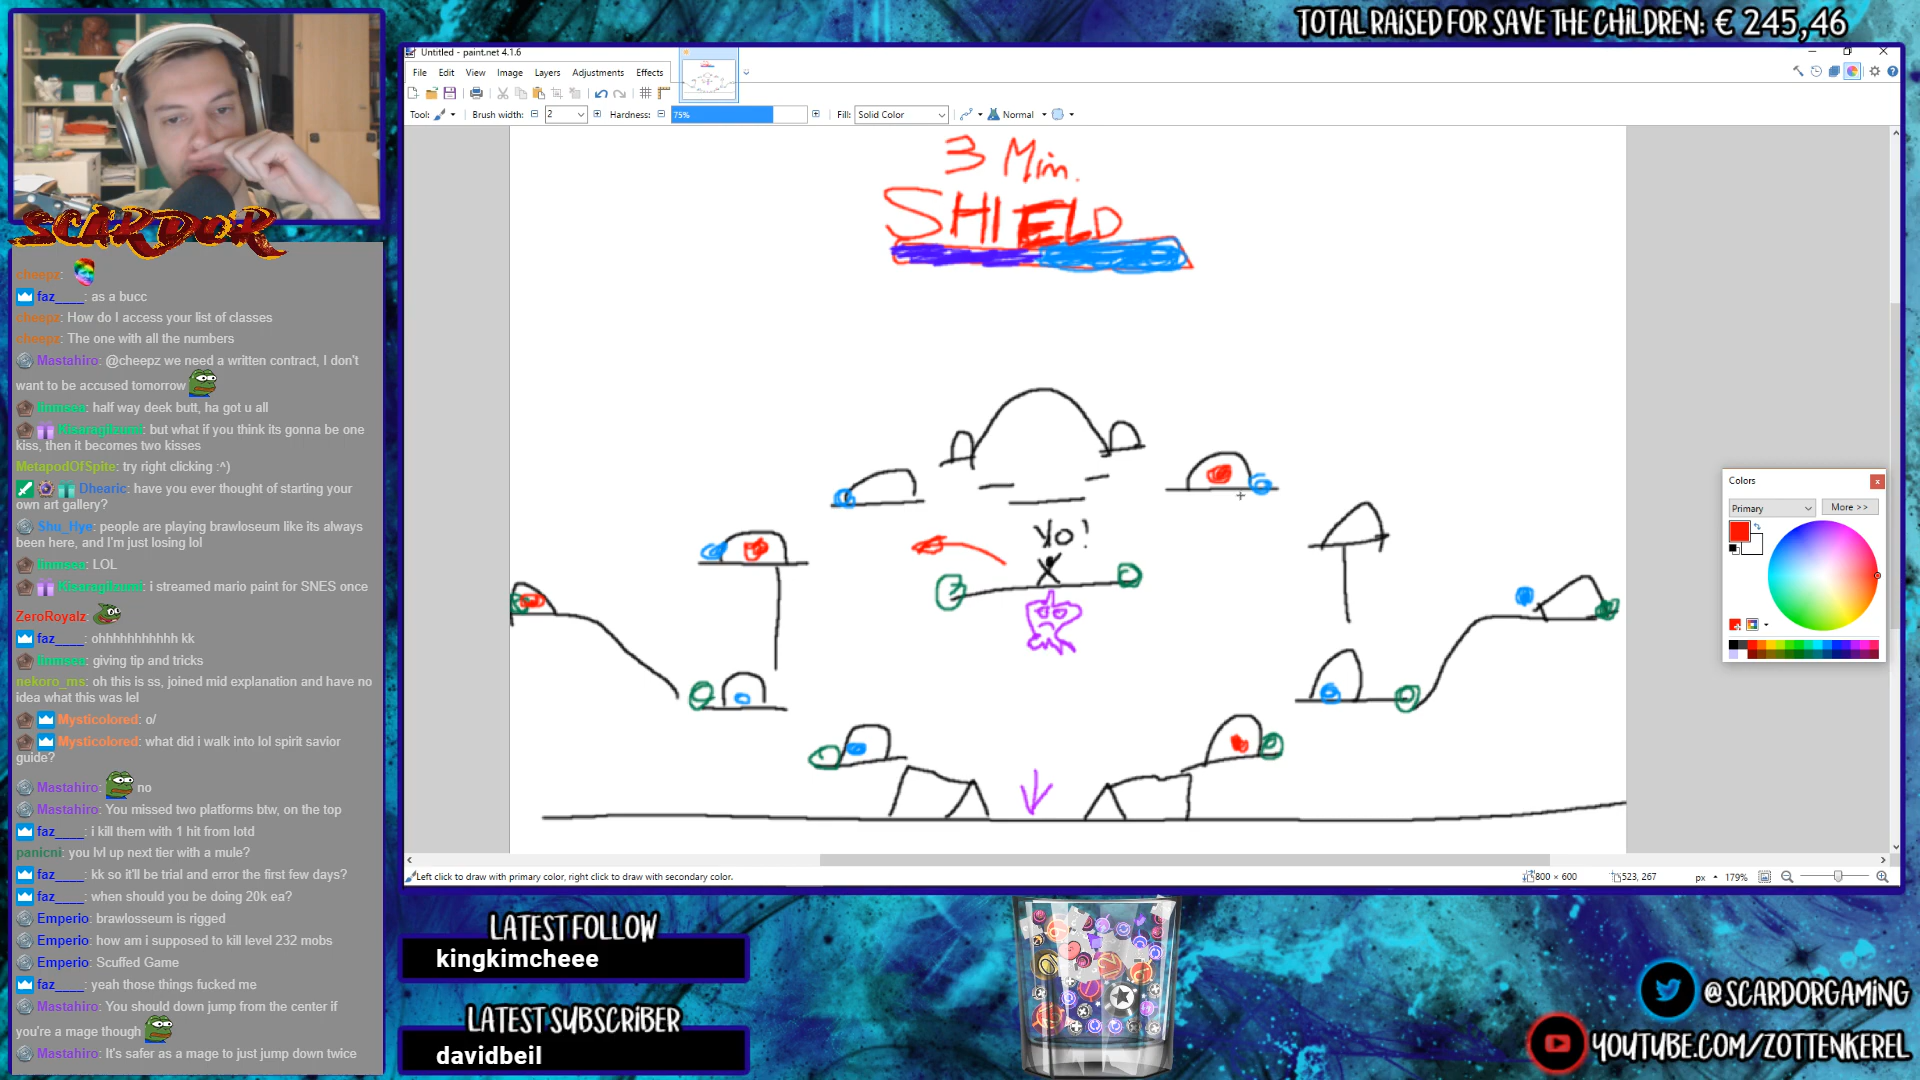 TOTAL RAISED FOR SAVE THE CHILDREN: € 245,46
Untitled - paint.net 4.1.6
File Edit View Image Layers Adjustments Effects
Tool: Brush width: 2 Hardness: 75% Fill: Solid Color Normal
3 Min.
SHIELD
Yo!
Colors
Primary More >>
Left click to draw with primary color, right click to draw with secondary color.
800 × 600 523, 267 px 179%
SCARDOR
cheepz:
faz____: as a bucc
cheepz: How do I access your list of classes
cheepz: The one with all the numbers
Mastahiro: @cheepz we need a written contract, I don't
want to be accused tomorrow
linnsee: half way deek butt, ha got u all
Kisuragiizumi: but what if you think its gonna be one
kiss, then it becomes two kisses
MetapodOfSpite: try right clicking :^)
Dhearic: have you ever thought of starting your
own art gallery?
Shu_Hye: people are playing brawloseum like its always
been here, and I'm just losing lol
LOL
Kisuragiizumi: i streamed mario paint for SNES once
ZeroRoyalz:
faz____: ohhhhhhhhhhh kk
giving tip and tricks
nekoro_ms: oh this is ss, joined mid explanation and have no
idea what this was lel
Mysticolored: o/
Mysticolored: what did i walk into lol spirit savior
guide?
Mastahiro: no
Mastahiro: You missed two platforms btw, on the top
faz____: i kill them with 1 hit from lotd
panicni: you lvl up next tier with a mule?
faz____: kk so it'll be trial and error the first few days?
faz____: when should you be doing 20k ea?
Emperio: brawlosseum is rigged
Emperio: how am i supposed to kill level 232 mobs
Emperio: Scuffed Game
faz____: yeah those things fucked me
Mastahiro: You should down jump from the center if
you're a mage though
Mastahiro: It's safer as a mage to just jump down twice
LATEST FOLLOW
kingkimcheee
LATEST SUBSCRIBER
davidbeil
@SCARDORGAMING
YOUTUBE.COM/ZOTTENKEREL